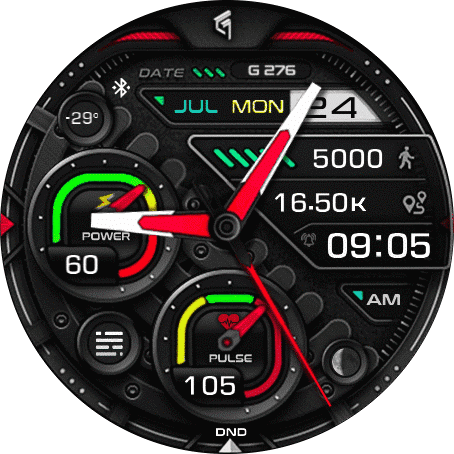 DATE G 276
JUL MON 24
-29°
5000
16.50K
POWER
60
09:05
AM
PULSE
105
DND